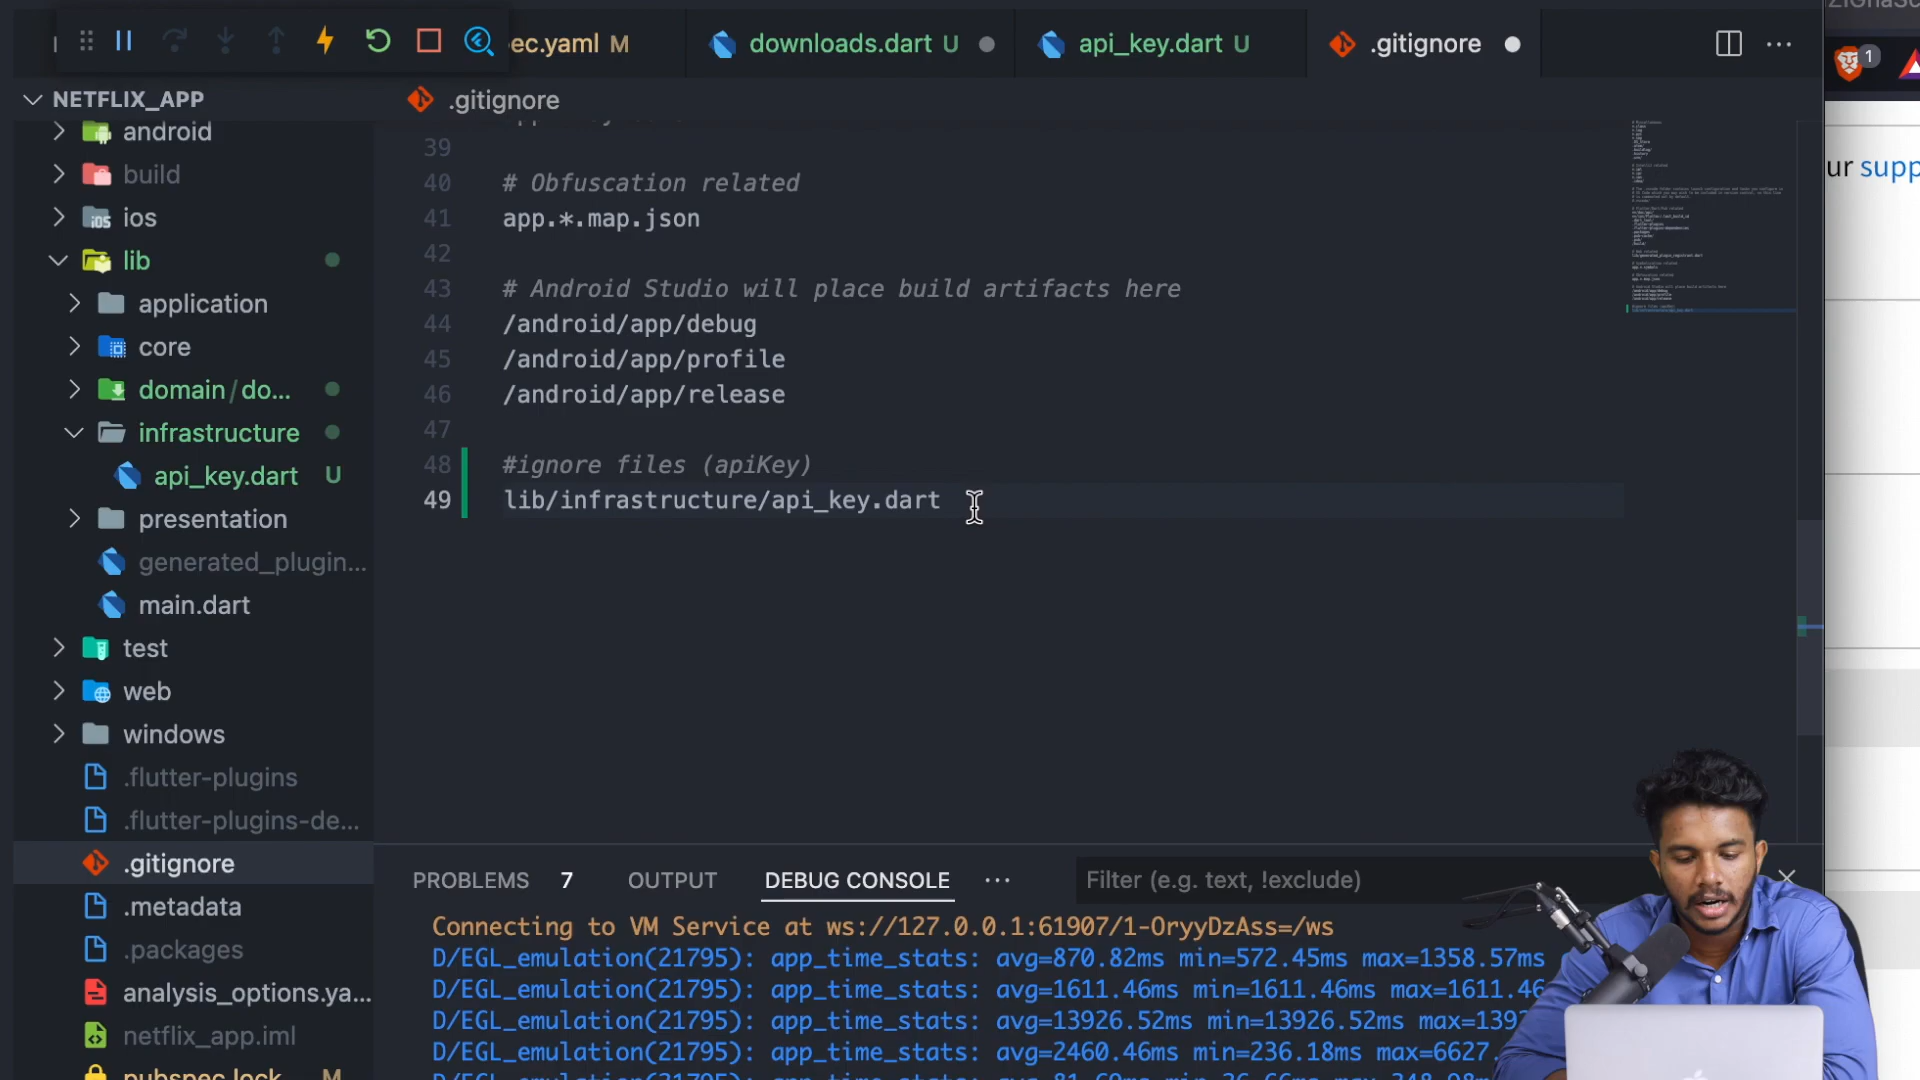 ec.yaml M
downloads.dart U
api_key.dart U
.gitignore
1
NETFLIX_APP
.gitignore
android
build
ios
lib
application
core
domain/do...
infrastructure
api_key.dart U
presentation
generated_plugin...
main.dart
test
web
windows
.flutter-plugins
.flutter-plugins-de...
.gitignore
.metadata
.packages
analysis_options.ya...
netflix_app.iml
pubspec.lock M
39
40 # Obfuscation related
41 app.*.map.json
42
43 # Android Studio will place build artifacts here
44 /android/app/debug
45 /android/app/profile
46 /android/app/release
47
48 #ignore files (apiKey)
49 lib/infrastructure/api_key.dart
ur supp
PROBLEMS 7 OUTPUT DEBUG CONSOLE ... Filter (e.g. text, !exclude)
Connecting to VM Service at ws://127.0.0.1:61907/1-OryyDzAss=/ws
D/EGL_emulation(21795): app_time_stats: avg=870.82ms min=572.45ms max=1358.57ms
D/EGL_emulation(21795): app_time_stats: avg=1611.46ms min=1611.46ms max=1611.46
D/EGL_emulation(21795): app_time_stats: avg=13926.52ms min=13926.52ms max=1392
D/EGL_emulation(21795): app_time_stats: avg=2460.46ms min=236.18ms max=6627.